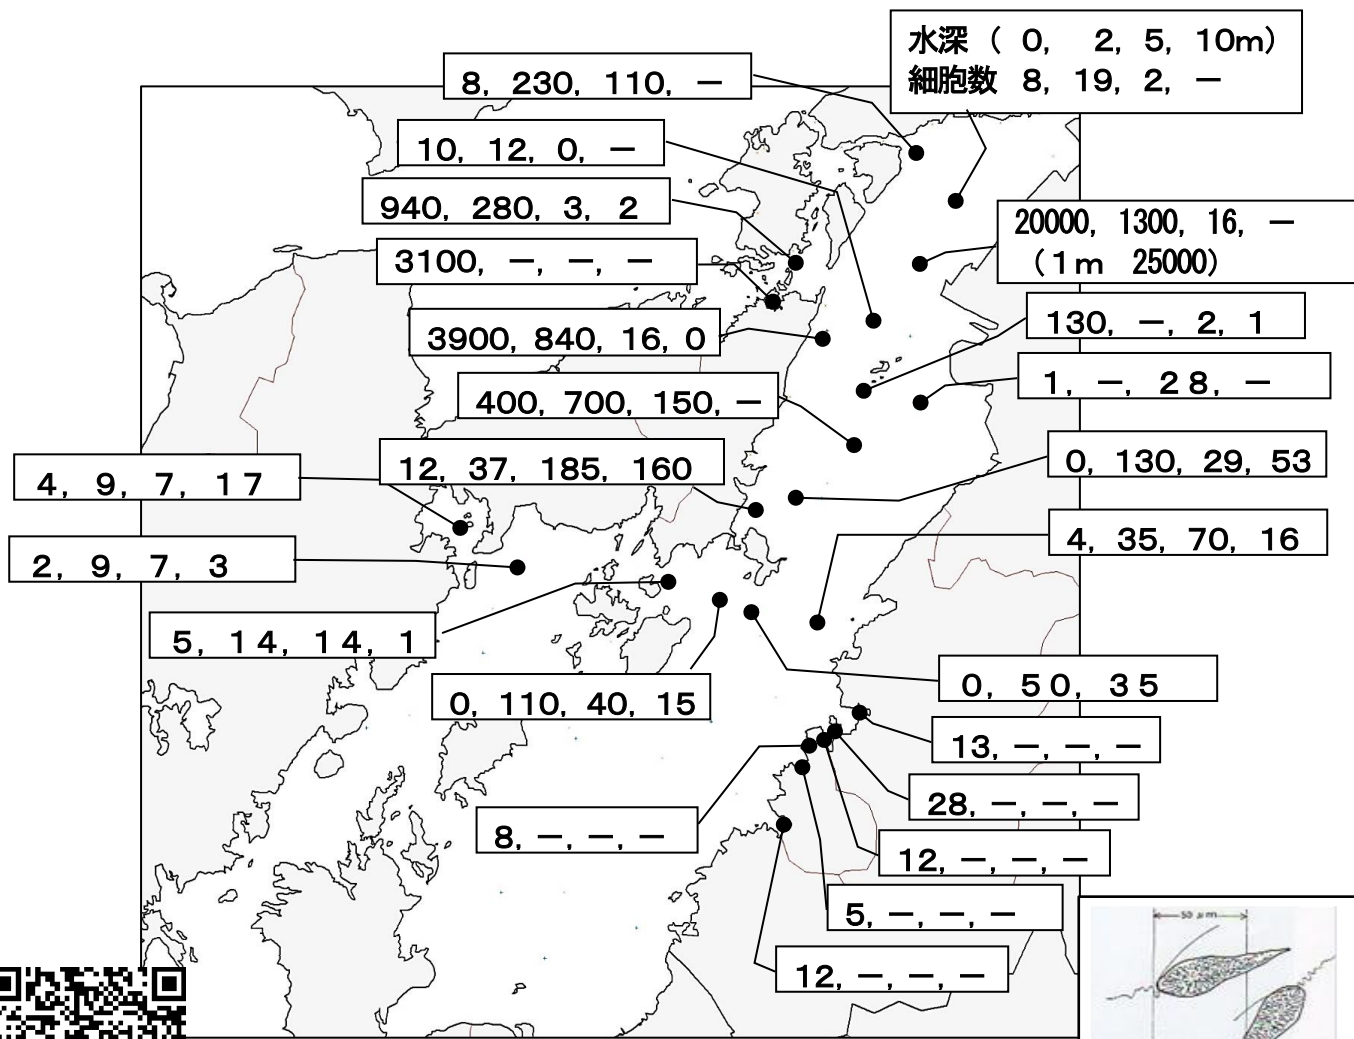 水深（ 0, 2, 5, 10m）
細胞数 8, 19, 2, －
8, 230, 110, －
10, 12, 0, －
940, 280, 3, 2
20000, 1300, 16, －
（1m 25000）
3100, －, －, －
130, －, 2, 1
3900, 840, 16, 0
1, －, 28, －
400, 700, 150, －
0, 130, 29, 53
12, 37, 185, 160
4, 9, 7, 17
4, 35, 70, 16
2, 9, 7, 3
5, 14, 14, 1
0, 50, 35
0, 110, 40, 15
13, －, －, －
28, －, －, －
8, －, －, －
12, －, －, －
5, －, －, －
12, －, －, －
50 μm